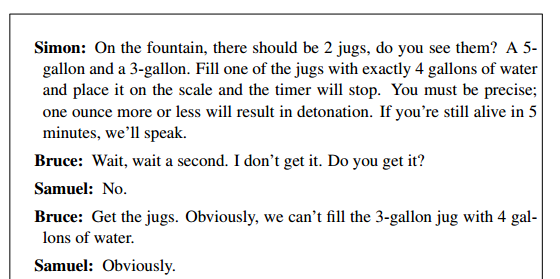 Simon: On the fountain, there should be 2 jugs, do you see them? A 5-
gallon and a 3-gallon. Fill one of the jugs with exactly 4 gallons of water
and place it on the scale and the timer will stop. You must be precise;
one ounce more or less will result in detonation. If you're still alive in 5
minutes, we'll speak.
Bruce: Wait, wait a second. I don't get it. Do you get it?
Samuel: No.
Bruce: Get the jugs. Obviously, we can't fill the 3-gallon jug with 4 gal-
lons of water.
Samuel: Obviously.